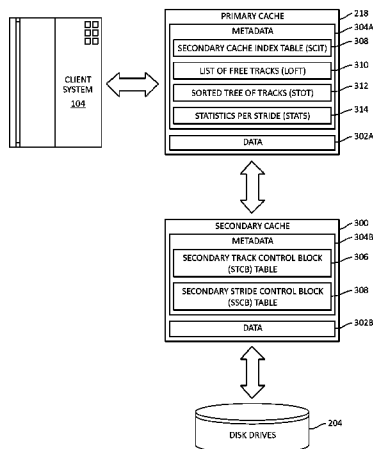 PRIMARY CACHE
218
METADATA
304A
SECONDARY CACHE INDEX TABLE (SCIT)
308
LIST OF FREE TRACKS (LOFT)
310
SORTED TREE OF TRACKS (STOT)
312
STATISTICS PER STRIDE (STATS)
314
DATA
302A
CLIENT
SYSTEM
104
SECONDARY CACHE
300
METADATA
304B
SECONDARY TRACK CONTROL BLOCK
(STCB) TABLE
306
SECONDARY STRIDE CONTROL BLOCK
(SSCB) TABLE
308
DATA
302B
DISK DRIVES
204